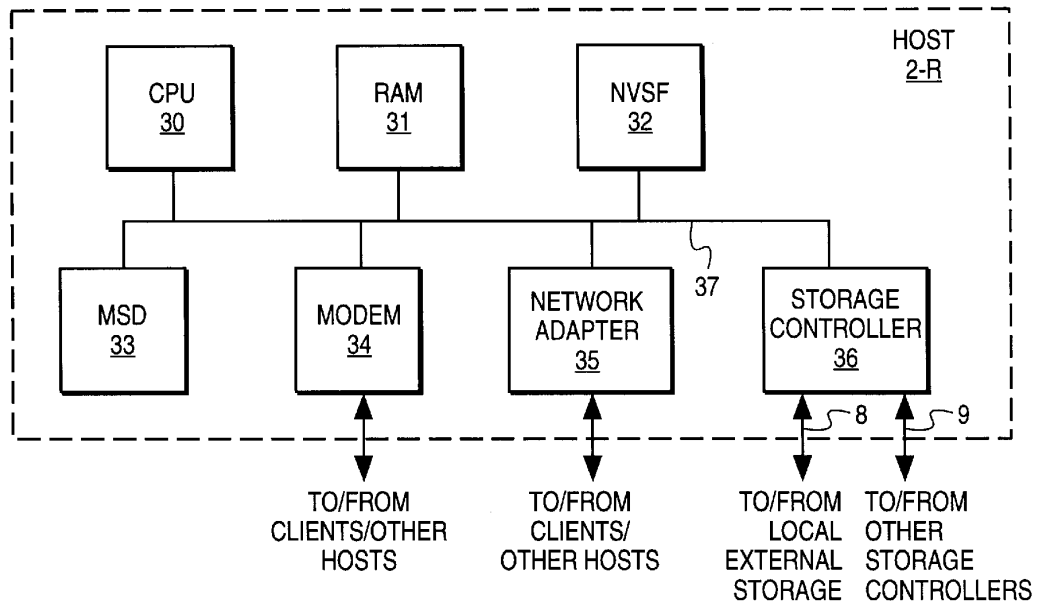 HOST
2-R
CPU
30
RAM
31
NVSF
32
37
MSD
33
MODEM
34
NETWORK
ADAPTER
35
STORAGE
CONTROLLER
36
8
9
TO/FROM
CLIENTS/OTHER
HOSTS
TO/FROM
CLIENTS/
OTHER HOSTS
TO/FROM
LOCAL
EXTERNAL
STORAGE
TO/FROM
OTHER
STORAGE
CONTROLLERS